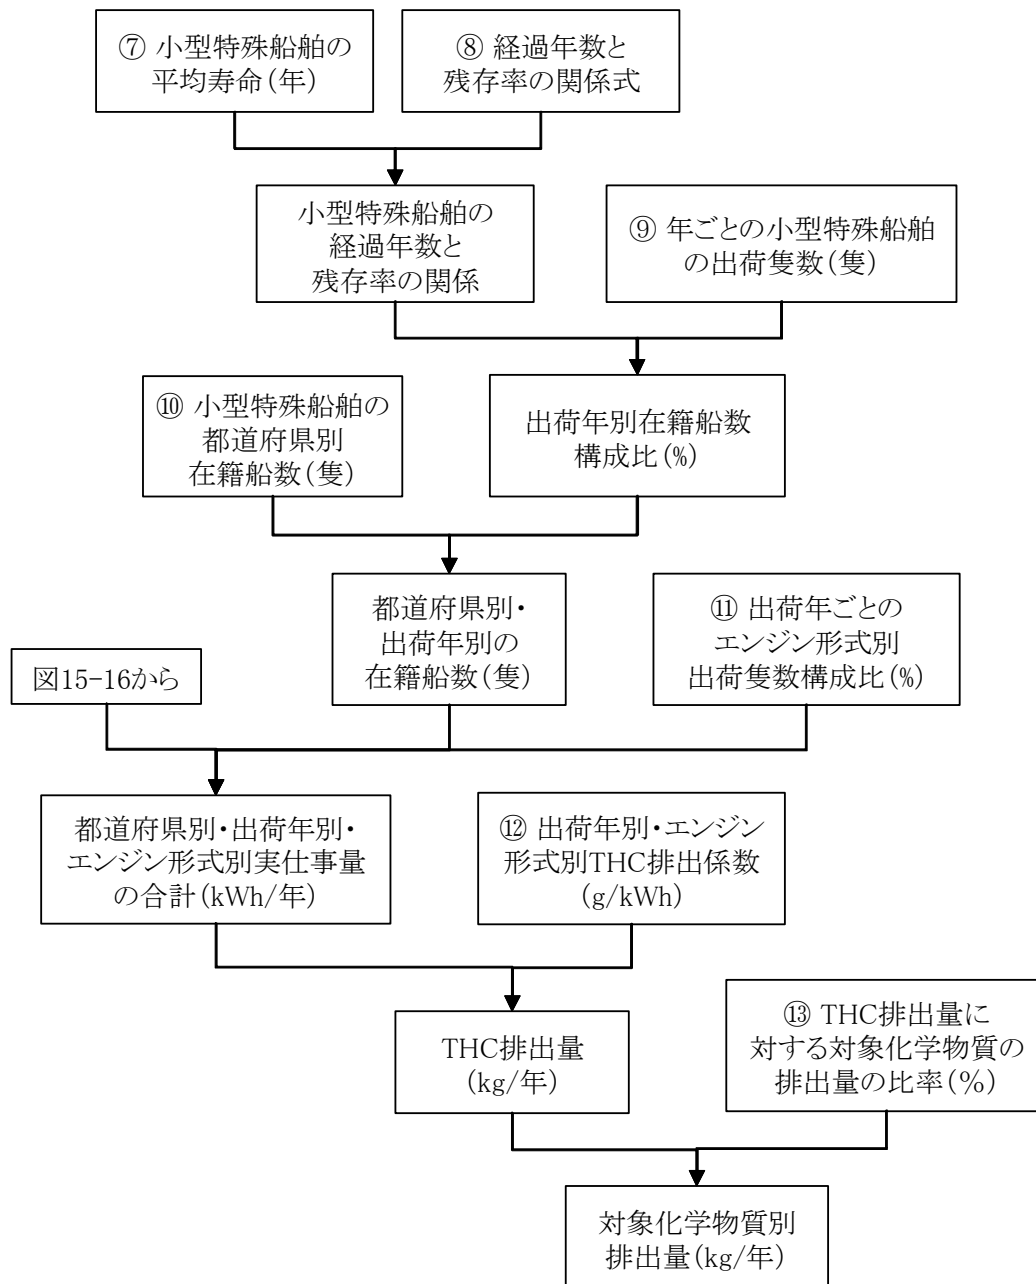 ⑦ 小型特殊船舶の
平均寿命(年)
⑧ 経過年数と
残存率の関係式
小型特殊船舶の
経過年数と
残存率の関係
⑨ 年ごとの小型特殊船舶
の出荷隻数(隻)
⑩ 小型特殊船舶の
都道府県別
在籍船数(隻)
出荷年別在籍船数
構成比(%)
都道府県別・
出荷年別の
在籍船数(隻)
⑪ 出荷年ごとの
エンジン形式別
出荷隻数構成比(%)
図15-16から
都道府県別・出荷年別・
エンジン形式別実仕事量
の合計(kWh/年)
⑫ 出荷年別・エンジン
形式別THC排出係数
(g/kWh)
THC排出量
(kg/年)
⑬ THC排出量に
対する対象化学物質の
排出量の比率(%)
対象化学物質別
排出量(kg/年)